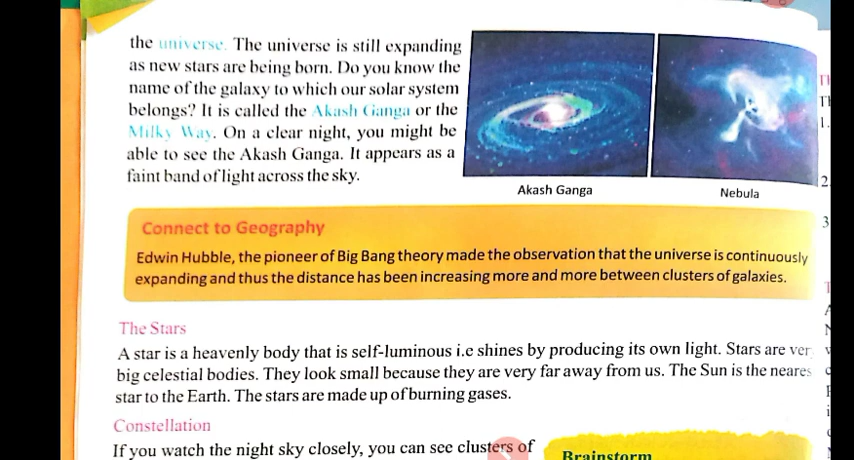 the universe. The universe is still expanding
as new stars are being born. Do you know the
name of the galaxy to which our solar system
belongs? It is called the Akash Ganga or the
Milky Way. On a clear night, you might be
able to see the Akash Ganga. It appears as a
faint band of light across the sky.
Akash Ganga
Nebula
Connect to Geography
Edwin Hubble, the pioneer of Big Bang theory made the observation that the universe is continuously
expanding and thus the distance has been increasing more and more between clusters of galaxies.
The Stars
A star is a heavenly body that is self-luminous i.e shines by producing its own light. Stars are ver
big celestial bodies. They look small because they are very far away from us. The Sun is the neares
star to the Earth. The stars are made up of burning gases.
Constellation
If you watch the night sky closely, you can see clusters of
Brainstorm
1.
2
3